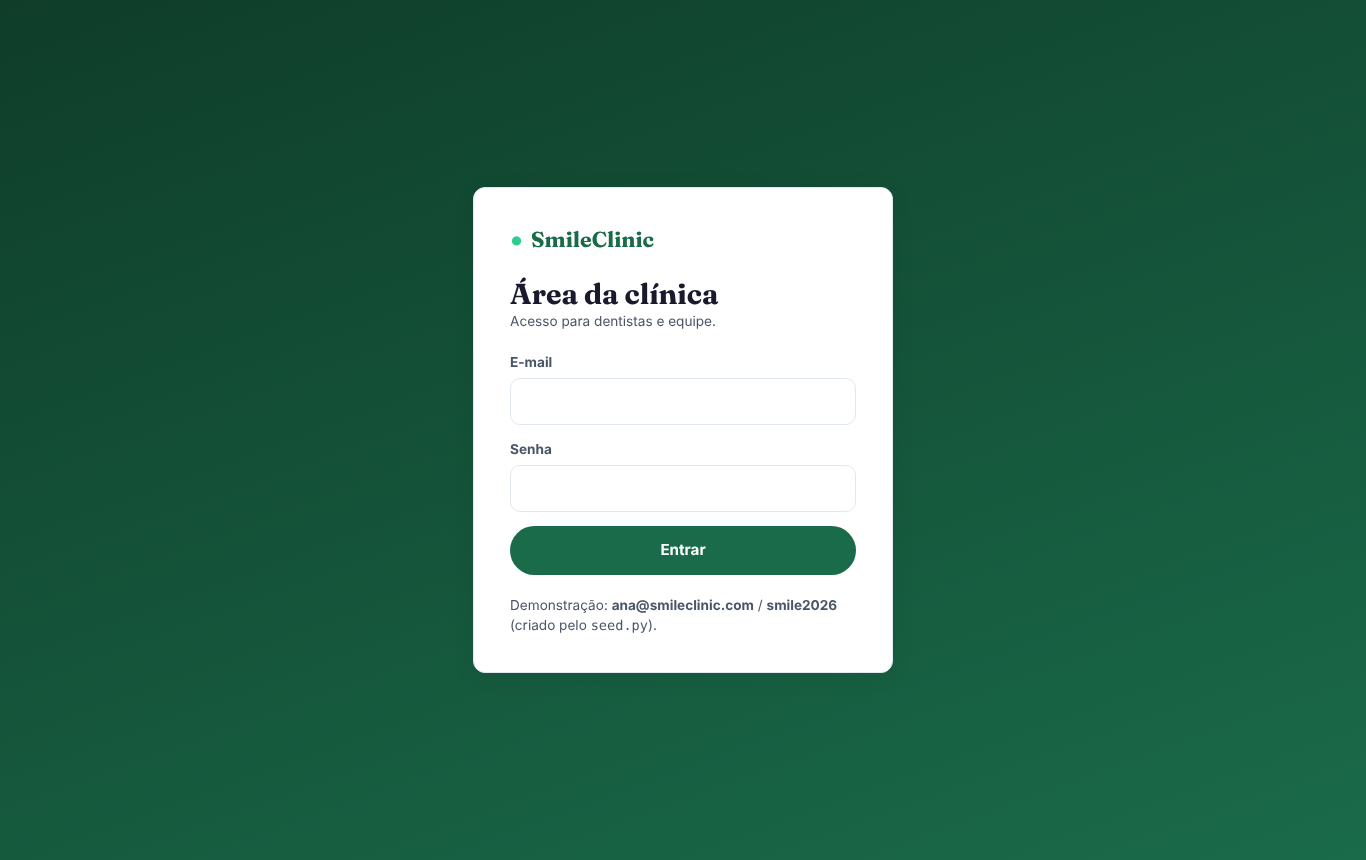 SmileClinic
Área da clínica
Acesso para dentistas e equipe.
E-mail
Senha
Entrar
Demonstração: ana@smileclinic.com / smile2026
(criado pelo seed.py).